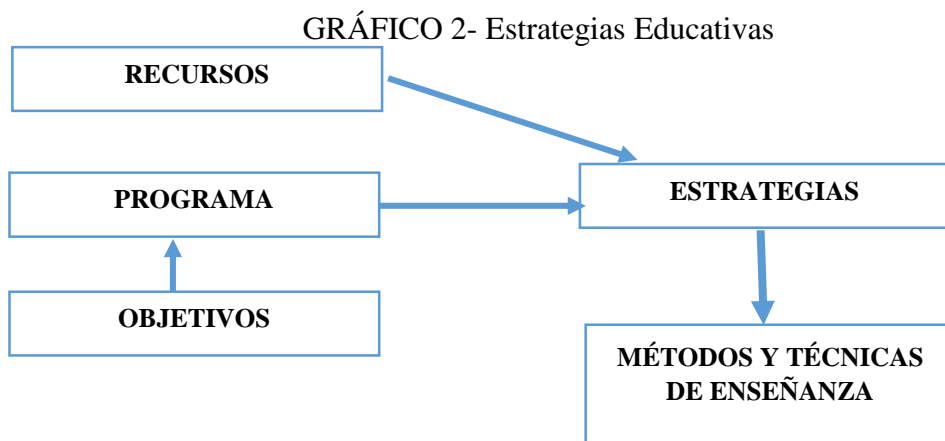 GRÁFICO 2- Estrategias Educativas
RECURSOS
PROGRAMA
ESTRATEGIAS
OBJETIVOS
MÉTODOS Y TÉCNICAS
DE ENSEÑANZA